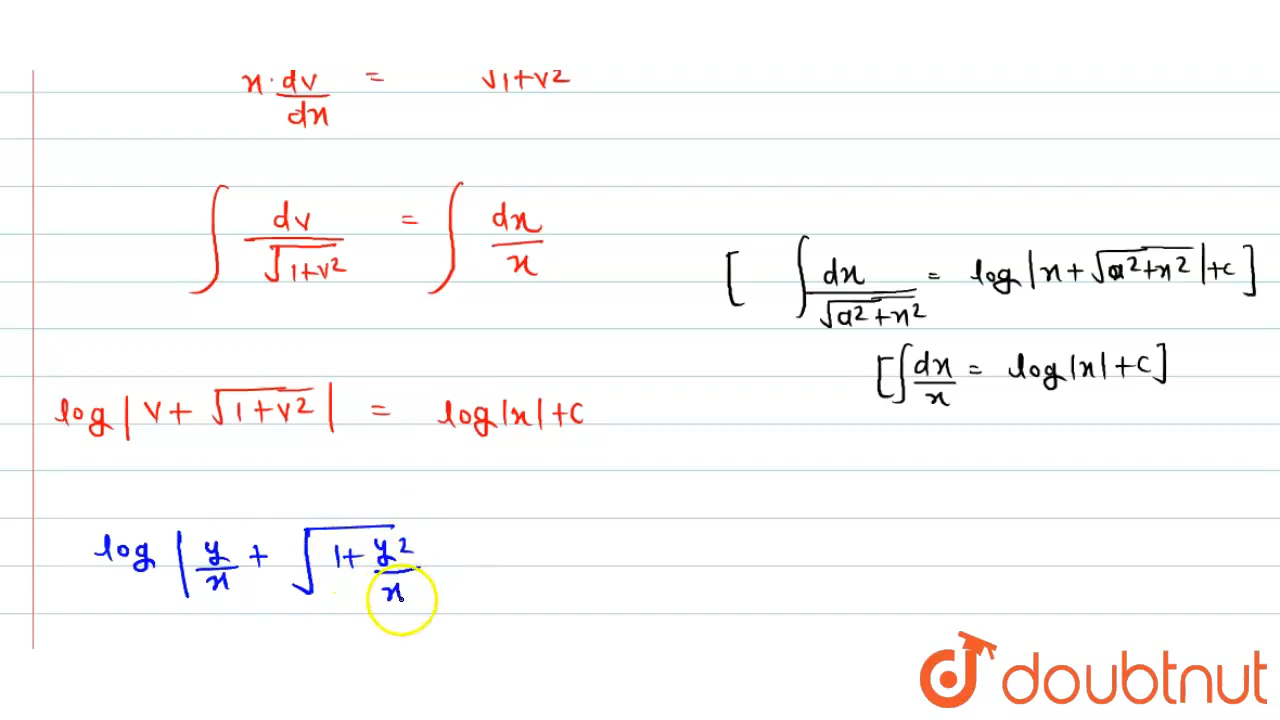 x · dv/dx = √1+v²
∫ dv/√1+v² = ∫ dx/x
[ ∫ dx/√a²+x² = log|x+√a²+x²|+c ]
[∫ dx/x = log|x|+c]
log|v+√1+v²| = log|x|+c
log|y/x + √1+y²/x
doubtnut